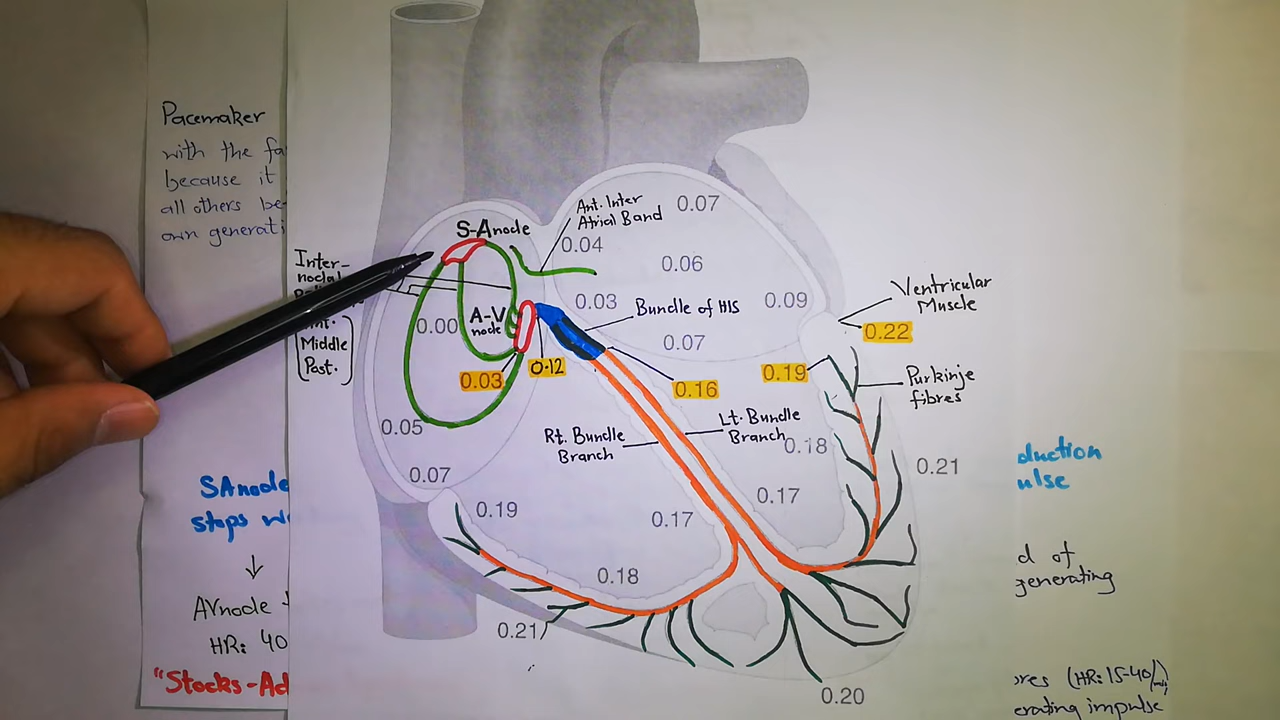 Pacemaker
with the fa
because it
all others be
own generati
SAnode
stops w
↓
AVnode
HR: 40
"Stocks-Ad
S-Anode
Ant. Inter
Atrial Band
0.07
0.04
0.06
Inter-
nodal
Middle
Post.
0.00
A-V
node
0.03
Bundle of HIS
0.09
0.07
Ventricular
Muscle
0.22
0.03
0.12
0.16
0.19
Purkinje
fibres
0.05
Rt. Bundle
Branch
Lt. Bundle
Branch
0.18
0.07
0.21
0.19
0.17
0.17
0.18
0.21
0.20
duction
ulse
d of
generating
res (HR: 15-40/
erating impulse